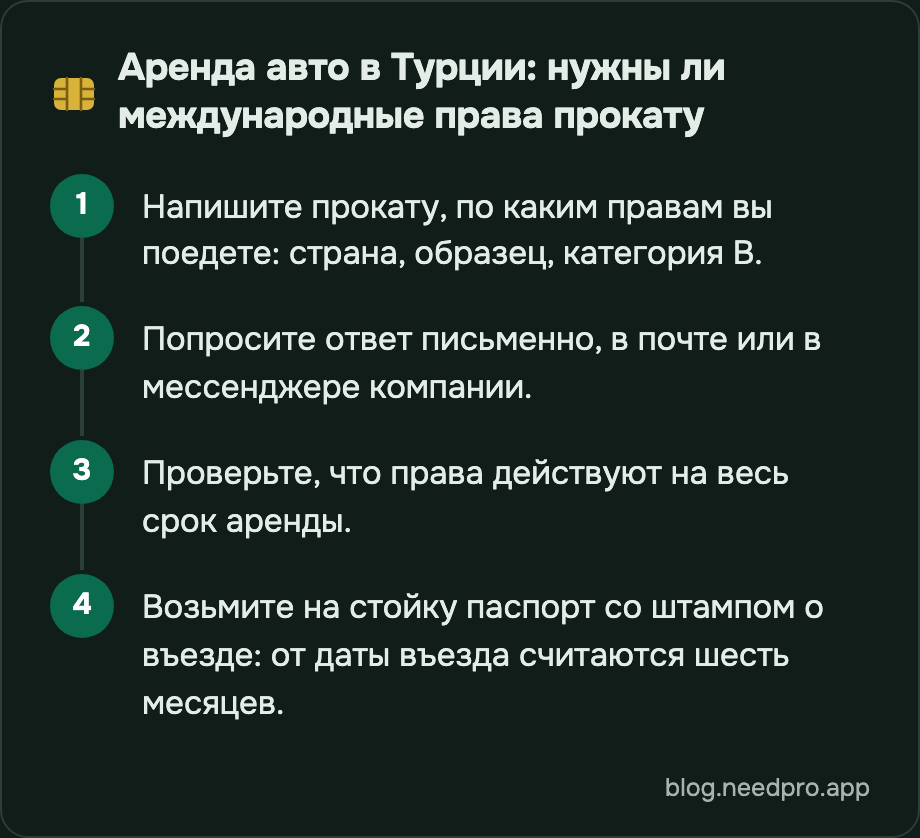 Аренда авто в Турции: нужны ли
международные права прокату
1
Напишите прокату, по каким правам вы
поедете: страна, образец, категория B.
2
Попросите ответ письменно, в почте или в
мессенджере компании.
3
Проверьте, что права действуют на весь
срок аренды.
4
Возьмите на стойку паспорт со штампом о
въезде: от даты въезда считаются шесть
месяцев.
blog.needpro.app